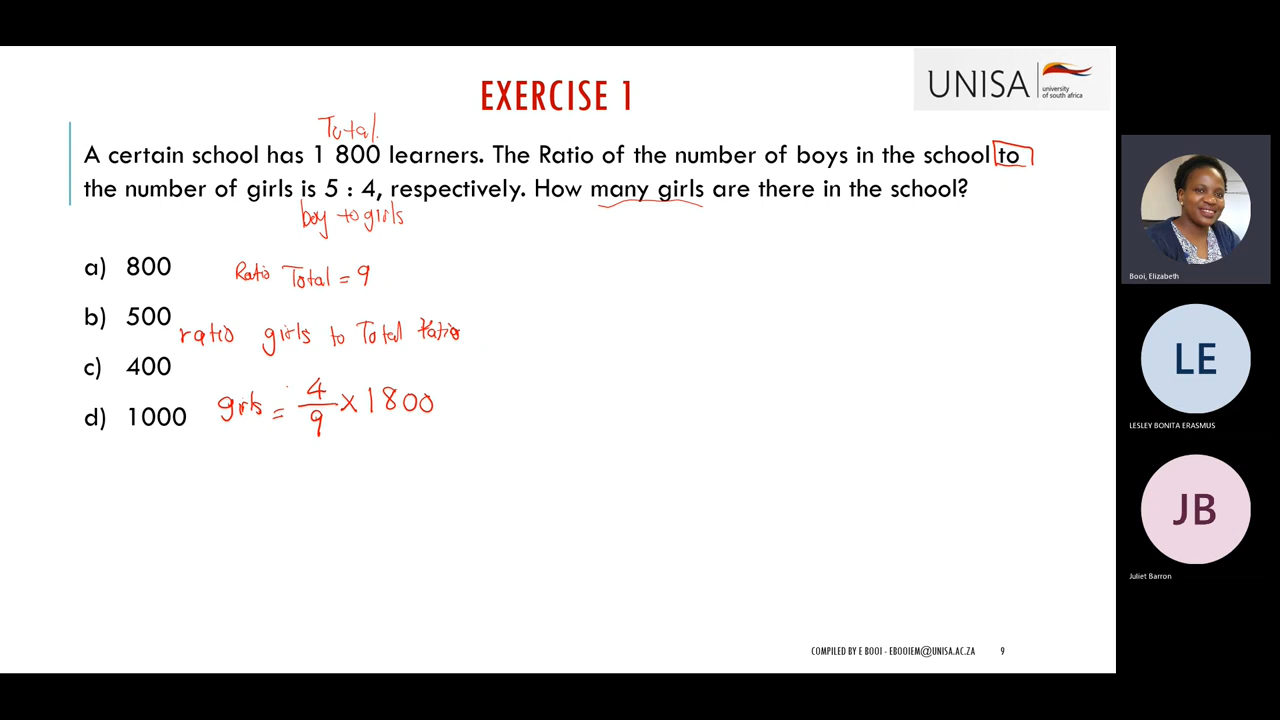 EXERCISE 1
UNISA
university
of south africa
Total.
A certain school has 1 800 learners. The Ratio of the number of boys in the school to
the number of girls is 5 : 4, respectively. How many girls are there in the school?
boy to girls
a) 800
Ratio Total = 9
b) 500
ratio girls to Total ratio
c) 400
girls = 4/9 × 1800
d) 1000
COMPILED BY E BOOI - EBOOIEM@UNISA.AC.ZA 9
Booi, Elizabeth
LE
LESLEY BONITA ERASMUS
JB
Juliet Barron